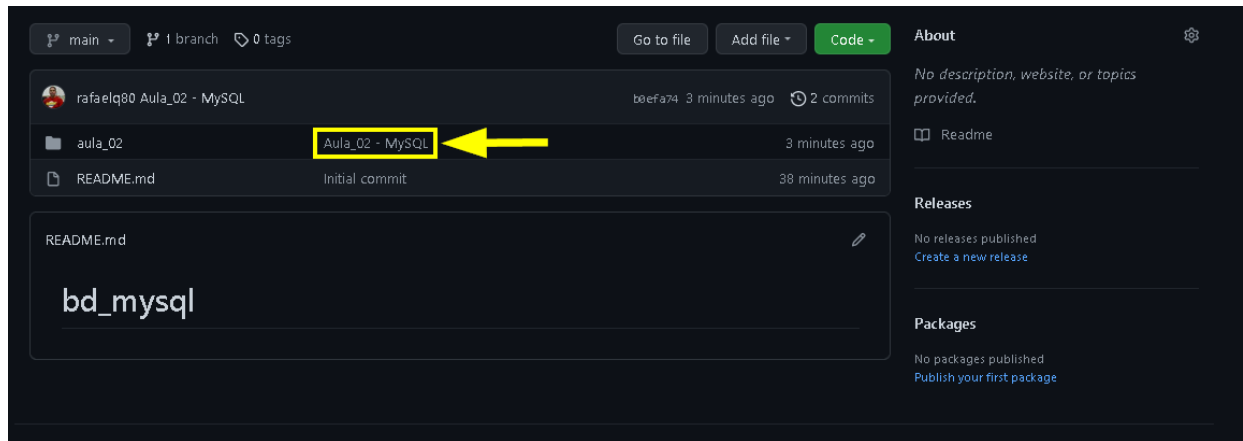 main 1 branch 0 tags Go to file Add file Code
rafaelq80 Aula_02 - MySQL b0efa74 3 minutes ago 2 commits
aula_02 Aula_02 - MySQL 3 minutes ago
README.md Initial commit 38 minutes ago
README.md
bd_mysql
About
No description, website, or topics
provided.
Readme
Releases
No releases published
Create a new release
Packages
No packages published
Publish your first package